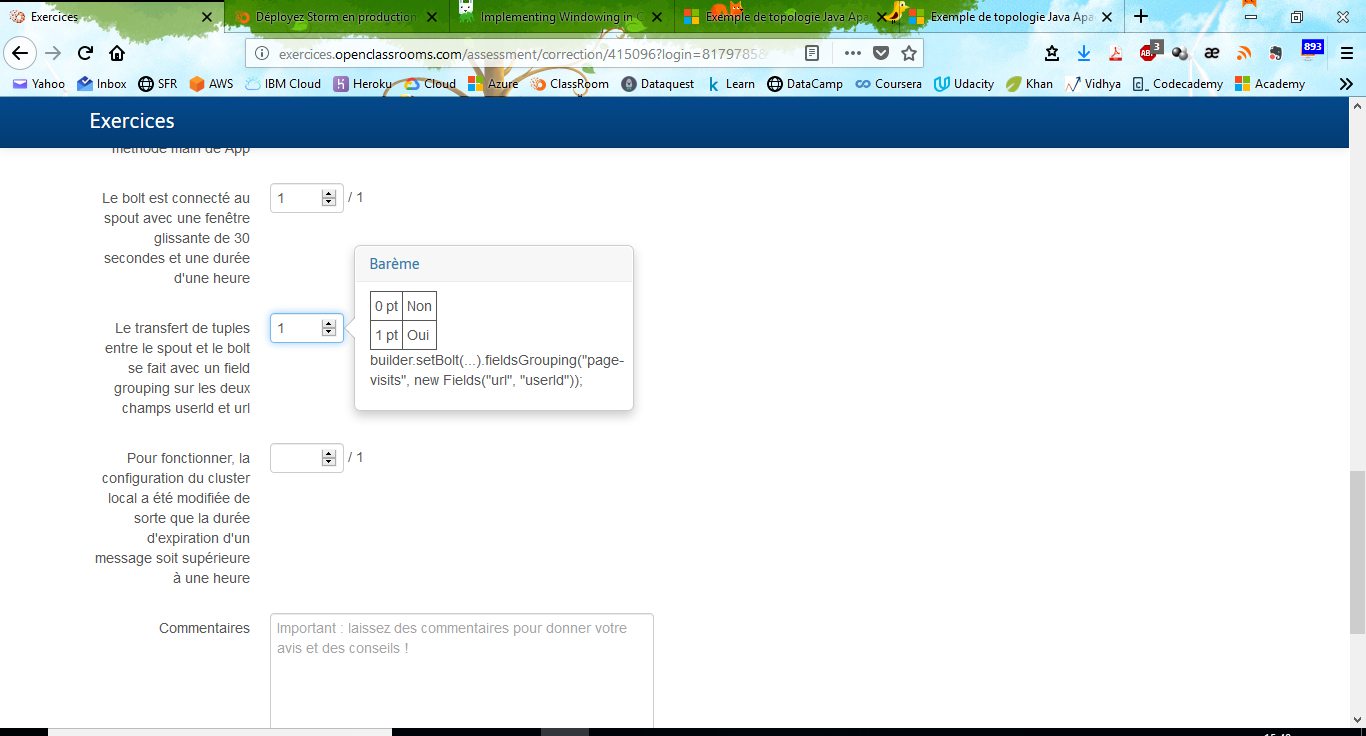 Exercices
Déployez Storm en production
Implementing Windowing in
Exemple de topologie Java Apa
Exemple de topologie Java Apa
exercices.openclassrooms.com/assessment/correction/415096?login=8179785
3
893
Yahoo Inbox SFR AWS IBM Cloud Heroku Cloud Azure ClassRoom Dataquest Learn DataCamp Coursera Udacity Khan Vidhya Codecademy Academy
Exercices
méthode main de App
Le bolt est connecté au
spout avec une fenêtre
glissante de 30
secondes et une durée
d'une heure
1 / 1
Le transfert de tuples
entre le spout et le bolt
se fait avec un field
grouping sur les deux
champs userId et url
1
Barème
0 pt Non
1 pt Oui
builder.setBolt(...).fieldsGrouping("page-
visits", new Fields("url", "userId"));
Pour fonctionner, la
configuration du cluster
local a été modifiée de
sorte que la durée
d'expiration d'un
message soit supérieure
à une heure
/ 1
Commentaires
Important : laissez des commentaires pour donner votre
avis et des conseils !